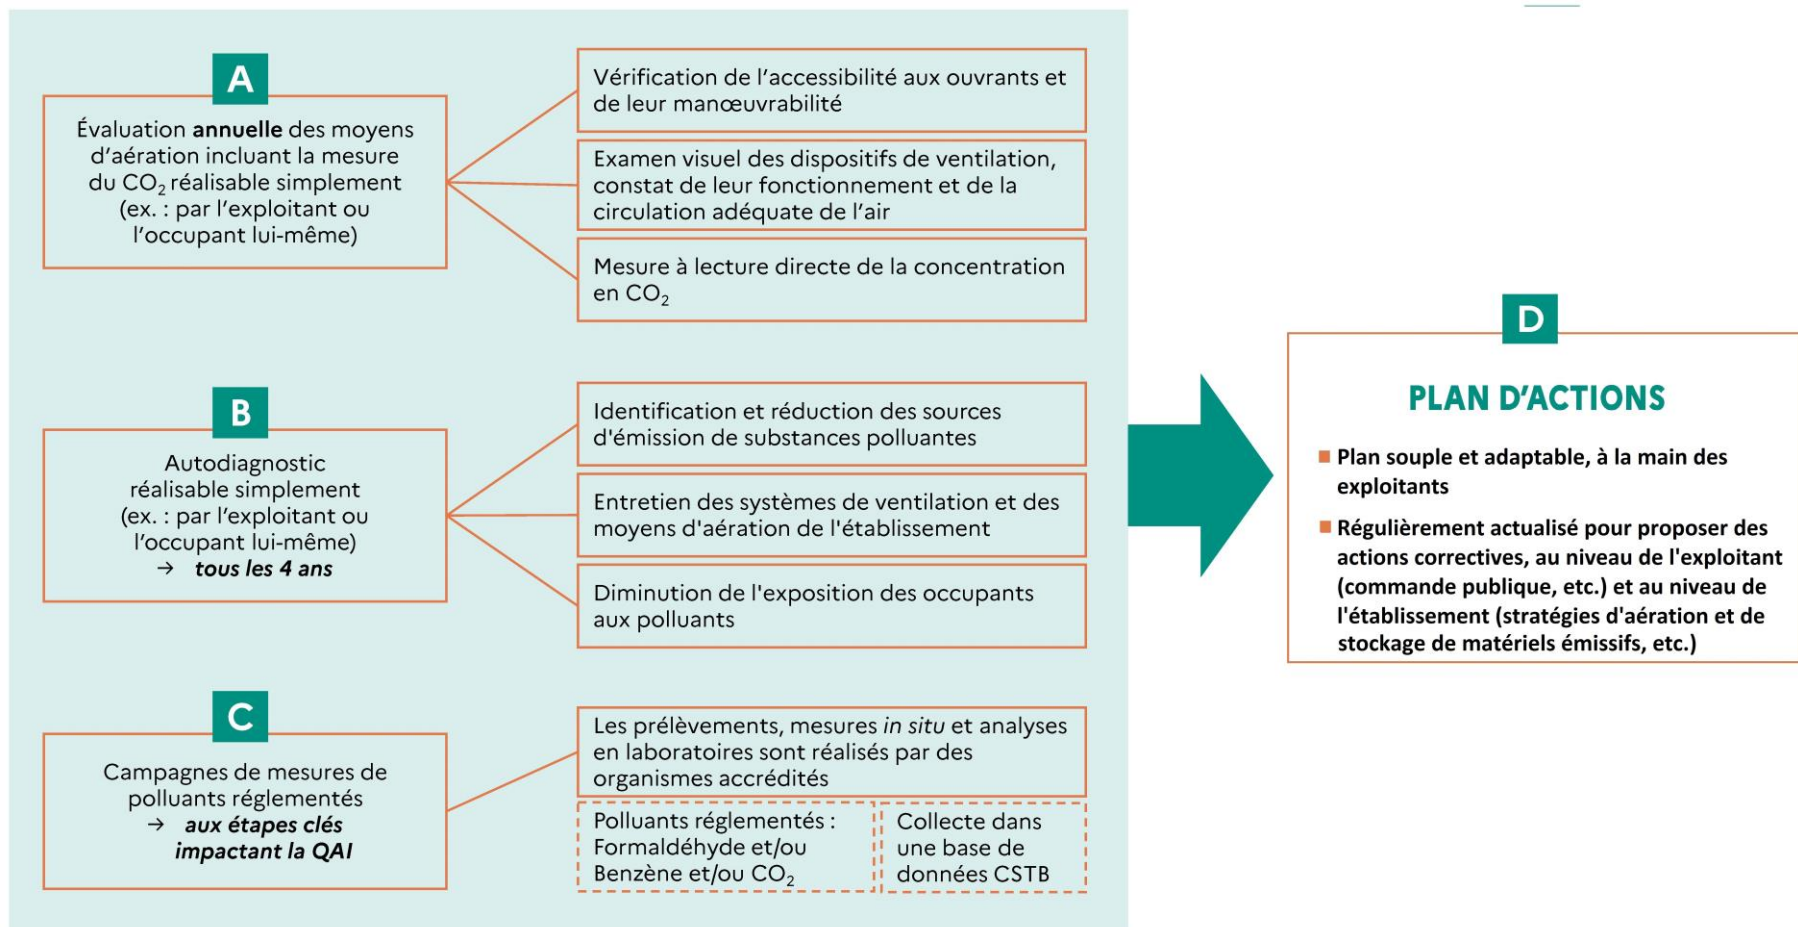 A
Évaluation annuelle des moyens
d’aération incluant la mesure
du CO₂ réalisable simplement
(ex. : par l’exploitant ou
l’occupant lui-même)
Vérification de l’accessibilité aux ouvrants et
de leur manœuvrabilité
Examen visuel des dispositifs de ventilation,
constat de leur fonctionnement et de la
circulation adéquate de l’air
Mesure à lecture directe de la concentration
en CO₂
B
Autodiagnostic
réalisable simplement
(ex. : par l’exploitant ou
l’occupant lui-même)
→ tous les 4 ans
Identification et réduction des sources
d'émission de substances polluantes
Entretien des systèmes de ventilation et des
moyens d'aération de l'établissement
Diminution de l'exposition des occupants
aux polluants
C
Campagnes de mesures de
polluants réglementés
→ aux étapes clés
impactant la QAI
Les prélèvements, mesures in situ et analyses
en laboratoires sont réalisés par des
organismes accrédités
Polluants réglementés :
Formaldéhyde et/ou
Benzène et/ou CO₂
Collecte dans
une base de
données CSTB
D
PLAN D’ACTIONS
Plan souple et adaptable, à la main des
exploitants
Régulièrement actualisé pour proposer des
actions correctives, au niveau de l'exploitant
(commande publique, etc.) et au niveau de
l'établissement (stratégies d'aération et de
stockage de matériels émissifs, etc.)